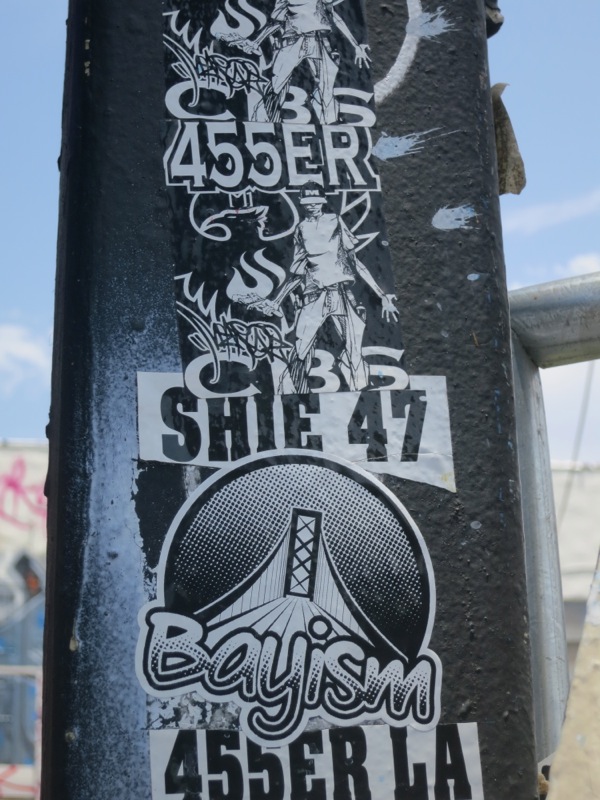 CBS
455ER
M
CBS
SHIE 47
Bayism
455ER LA